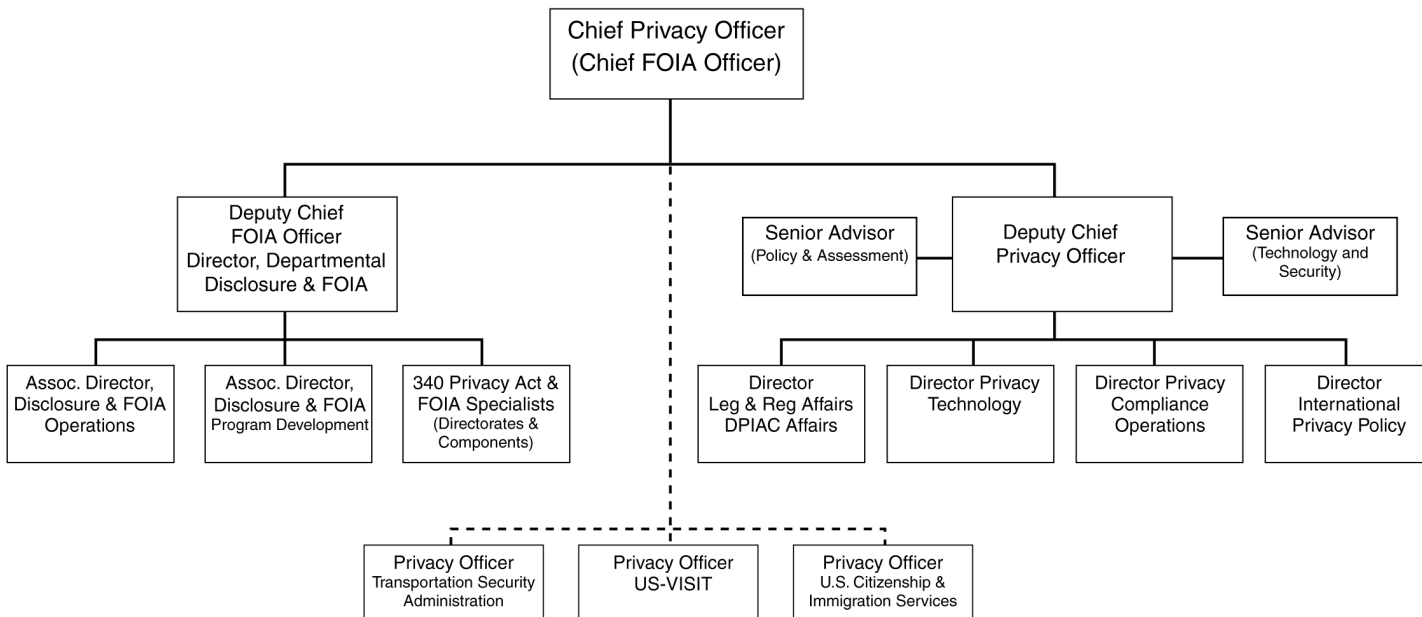 Chief Privacy Officer
(Chief FOIA Officer)
Deputy Chief
FOIA Officer
Director, Departmental
Disclosure & FOIA
Senior Advisor
(Policy & Assessment)
Deputy Chief
Privacy Officer
Senior Advisor
(Technology and
Security)
Assoc. Director,
Disclosure & FOIA
Operations
Assoc. Director,
Disclosure & FOIA
Program Development
340 Privacy Act &
FOIA Specialists
(Directorates &
Components)
Director
Leg & Reg Affairs
DPIAC Affairs
Director Privacy
Technology
Director Privacy
Compliance
Operations
Director
International
Privacy Policy
Privacy Officer
Transportation Security
Administration
Privacy Officer
US-VISIT
Privacy Officer
U.S. Citizenship &
Immigration Services